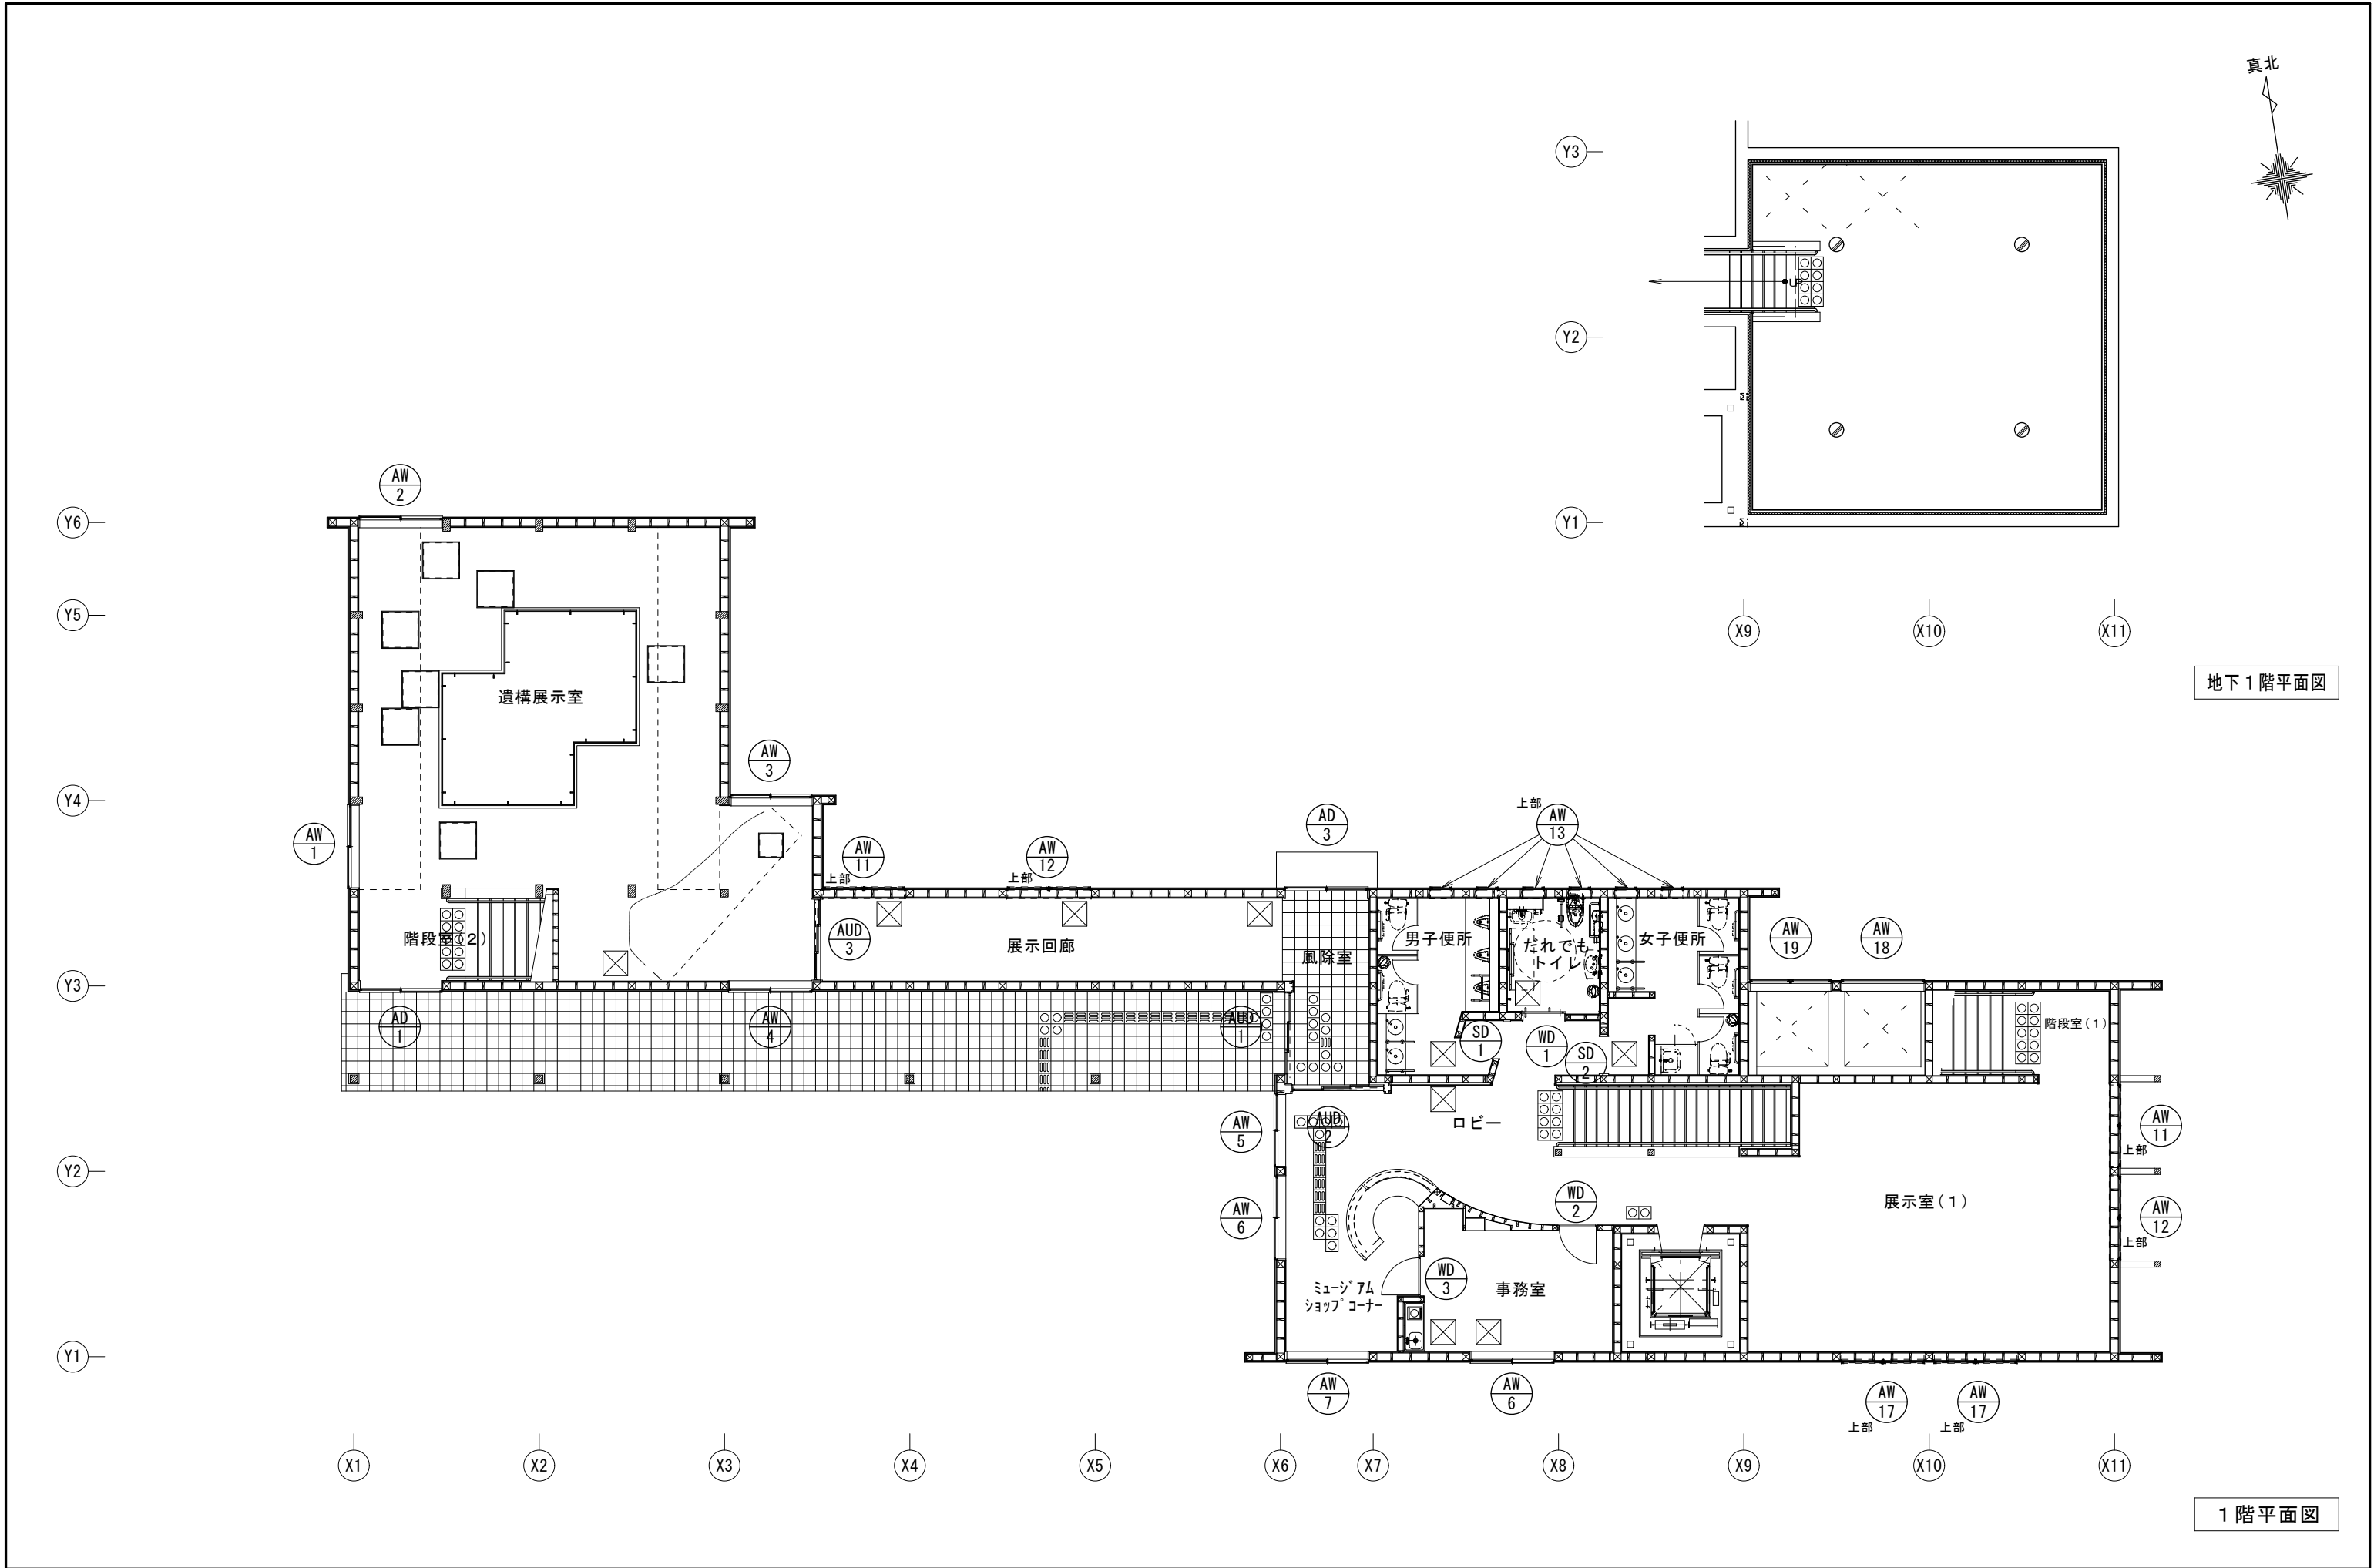 真北
Y3
Y2
Y1
UP
X9
X10
X11
地下1階平面図
Y6
Y5
Y4
Y3
Y2
Y1
AW
2
遺構展示室
AW
3
AW
1
階段室(2)
AW
11
上部
AW
12
上部
AUD
3
展示回廊
AD
3
風除室
上部
AW
13
男子便所
だれでも
トイレ
女子便所
AW
19
AW
18
階段室(1)
AD
1
AW
4
AUD
1
SD
1
WD
1
SD
2
AW
5
AUD
2
ロビー
AW
11
上部
AW
6
WD
2
展示室(1)
AW
12
上部
WD
3
事務室
ミュージアム
ショップコーナー
AW
7
AW
6
AW
17
上部
AW
17
上部
X1
X2
X3
X4
X5
X6
X7
X8
X9
X10
X11
1階平面図